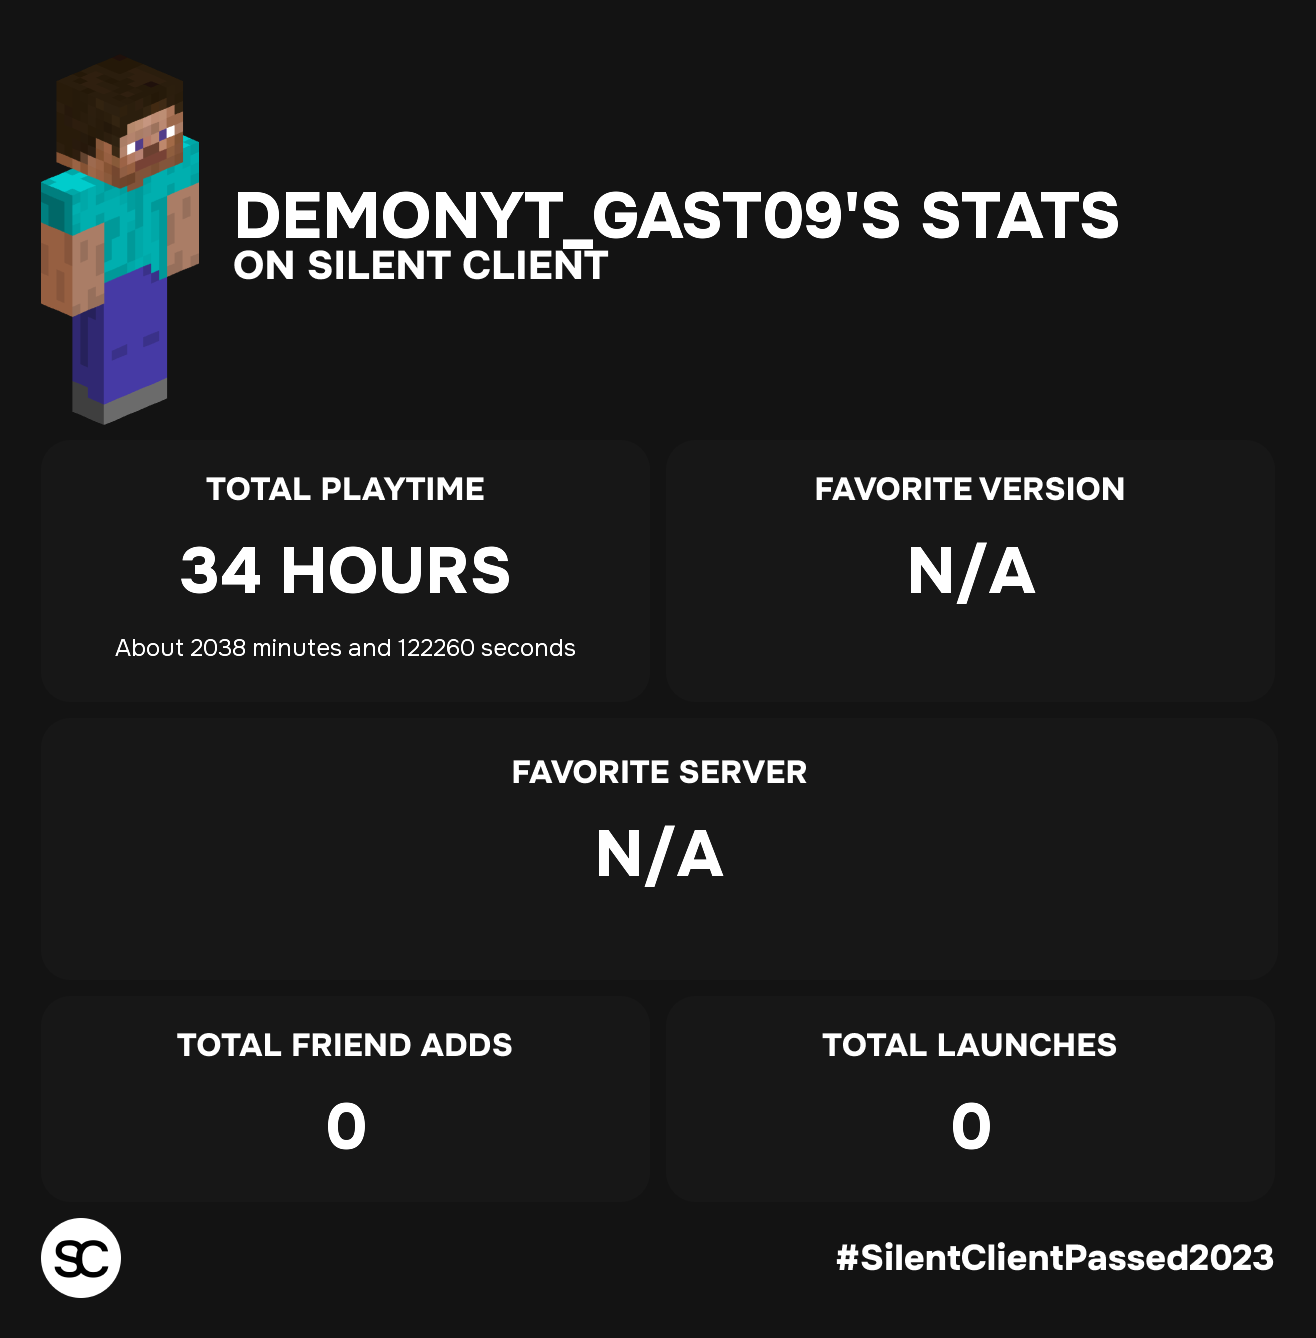 DEMONYT_GAST09'S STATS
ON SILENT CLIENT
TOTAL PLAYTIME
34 HOURS
About 2038 minutes and 122260 seconds
FAVORITE VERSION
N/A
FAVORITE SERVER
N/A
TOTAL FRIEND ADDS
0
TOTAL LAUNCHES
0
SC
#SilentClientPassed2023